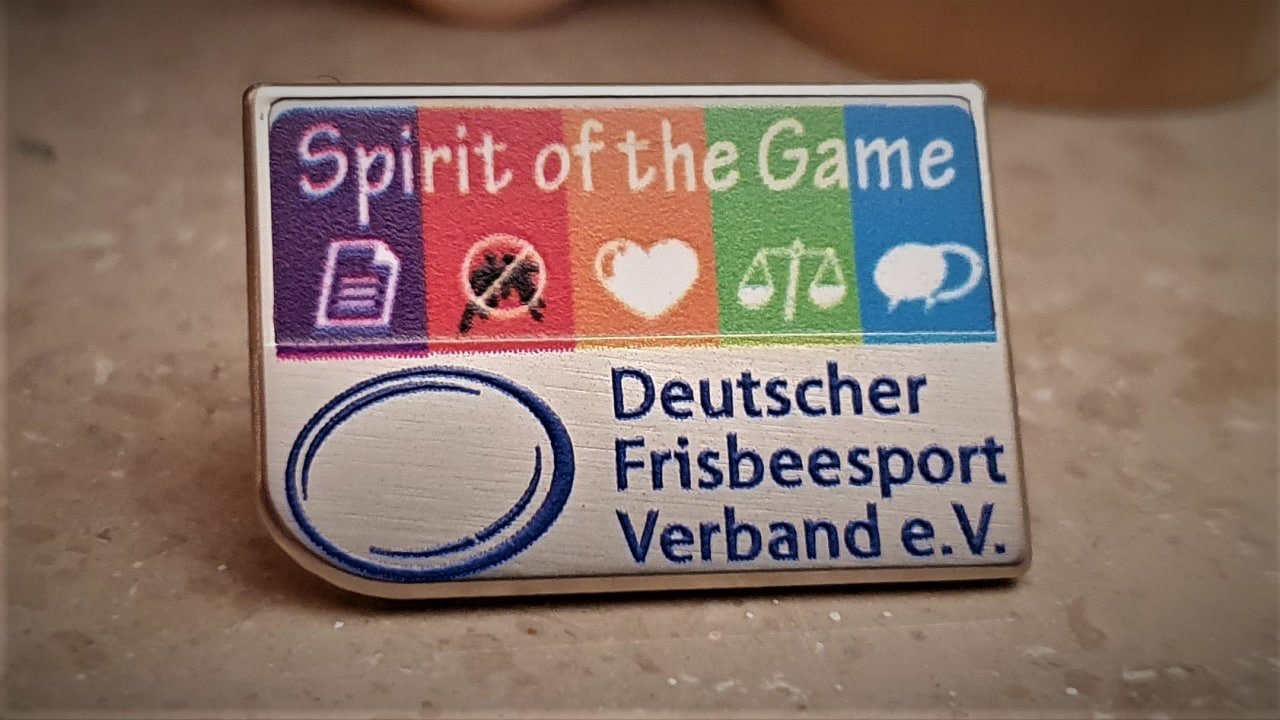 Spirit of the Game
Deutscher
Frisbeesport
Verband e.V.